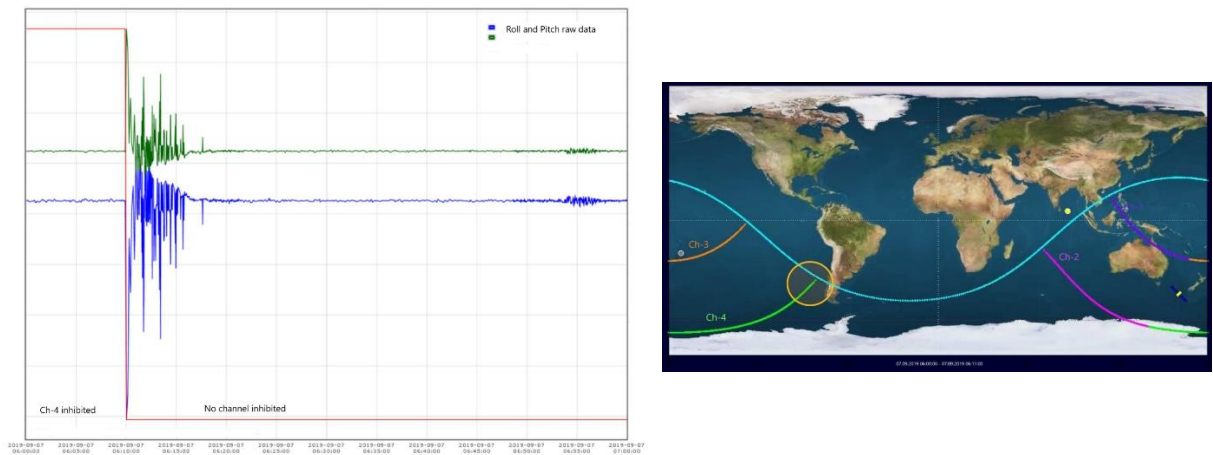 Roll and Pitch raw data
Ch-4 inhibited
No channel inhibited
2019-09-07 06:00:00
2019-09-07 06:05:00
2019-09-07 06:10:00
2019-09-07 06:15:00
2019-09-07 06:20:00
2019-09-07 06:25:00
2019-09-07 06:30:00
2019-09-07 06:35:00
2019-09-07 06:40:00
2019-09-07 06:45:00
2019-09-07 06:50:00
2019-09-07 06:55:00
2019-09-07 07:00:00
Ch-3
Ch-2
Ch-4
07.09.2019 06:00:00 - 07.09.2019 06:11:00